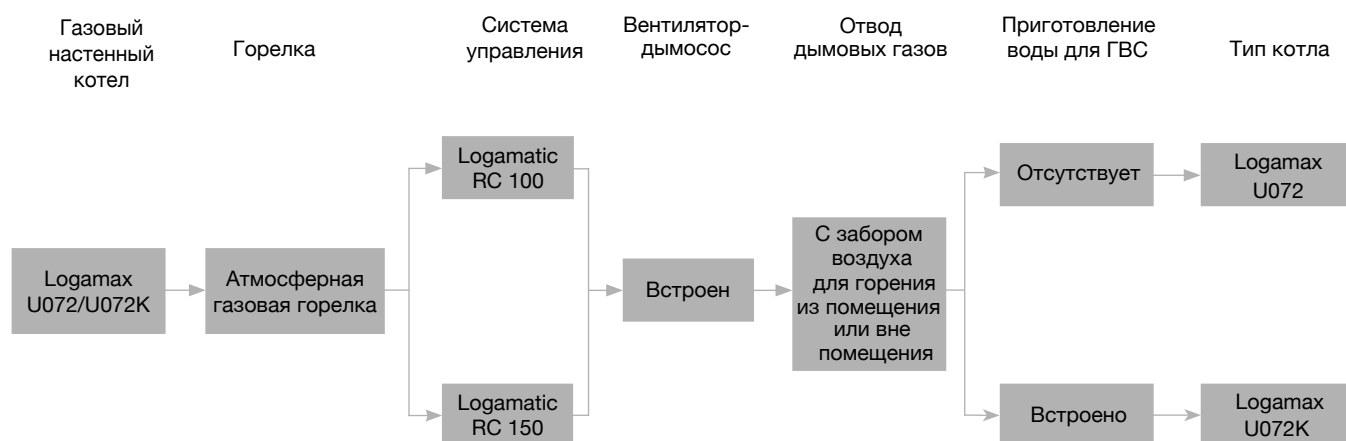 Газовый
настенный
котел
Горелка
Система
управления
Вентилятор-
дымосос
Отвод
дымовых газов
Приготовление
воды для ГВС
Тип котла
Logamax
U072/U072K
Атмосферная
газовая горелка
Logamatic
RC 100
Logamatic
RC 150
Встроен
С забором
воздуха
для горения
из помещения
или вне
помещения
Отсутствует
Logamax
U072
Встроено
Logamax
U072K